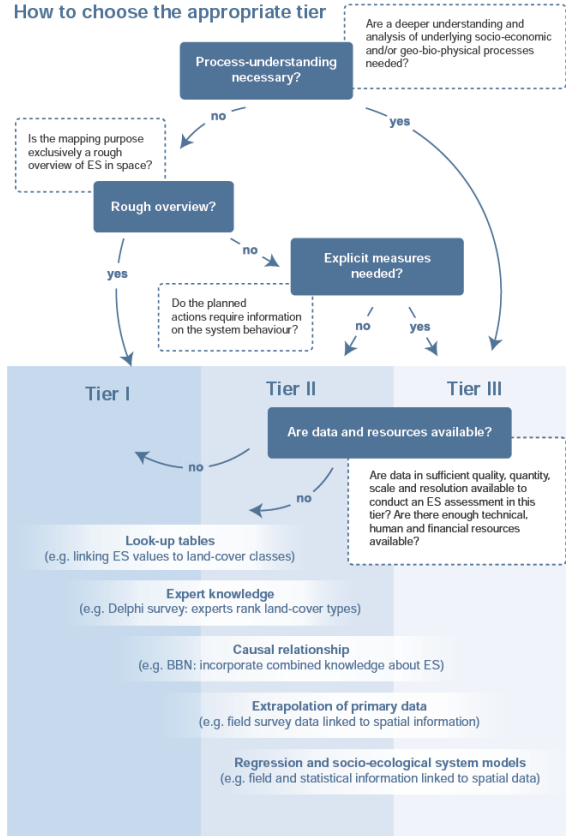 How to choose the appropriate tier
Are a deeper understanding and
analysis of underlying socio-economic
and/or geo-bio-physical processes
needed?
Process-understanding
necessary?
no
yes
Is the mapping purpose
exclusively a rough
overview of ES in space?
Rough overview?
no
yes
Explicit measures
needed?
Do the planned
actions require information
on the system behaviour?
no
yes
Tier I
Tier II
Tier III
Are data and resources available?
no
no
Are data in sufficient quality, quantity,
scale and resolution available to
conduct an ES assessment in this
tier? Are there enough technical,
human and financial resources
available?
Look-up tables
(e.g. linking ES values to land-cover classes)
Expert knowledge
(e.g. Delphi survey: experts rank land-cover types)
Causal relationship
(e.g. BBN: incorporate combined knowledge about ES)
Extrapolation of primary data
(e.g. field survey data linked to spatial information)
Regression and socio-ecological system models
(e.g. field and statistical information linked to spatial data)